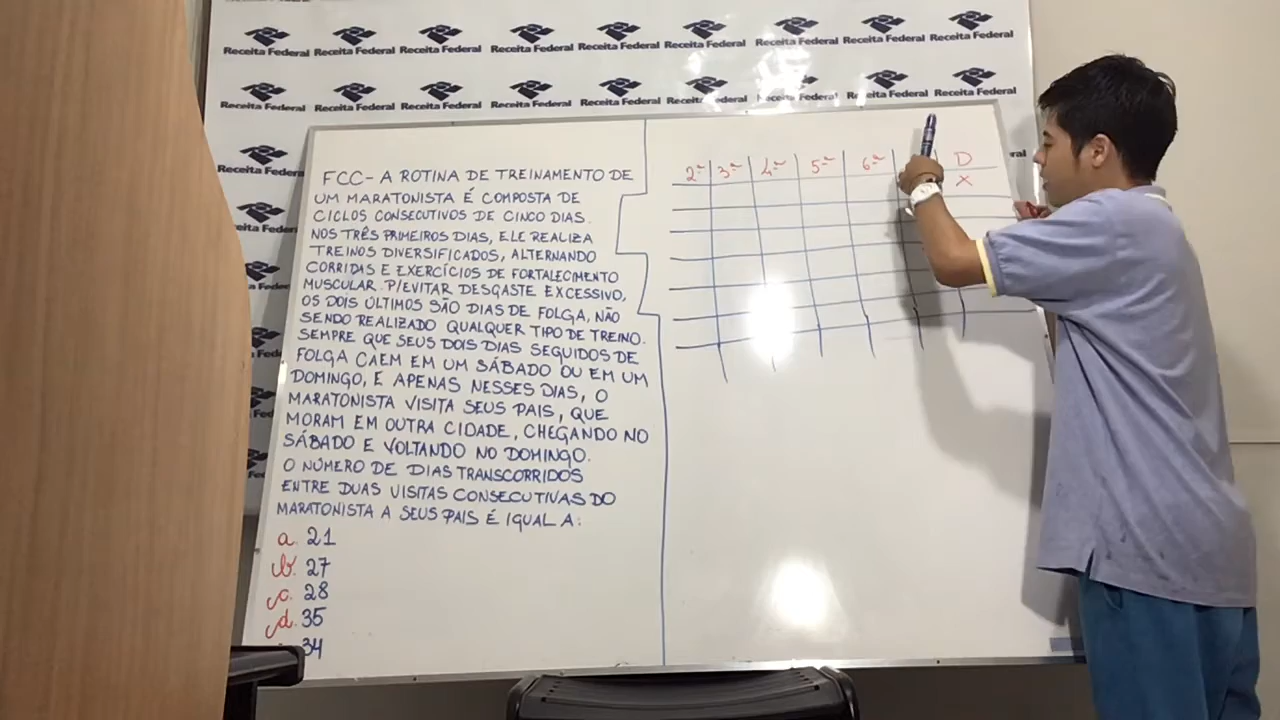 Receita Federal Receita Federal Receita Federal Receita Federal Receita Federal Receita Federal Receita Federal Receita Federal Receita Federal
Receita Federal Receita Federal Receita Federal Receita Federal Receita Federal Receita Federal Receita Federal Receita Federal Receita Federal
Receita Federal
FCC - A ROTINA DE TREINAMENTO DE
UM MARATONISTA É COMPOSTA DE
CICLOS CONSECUTIVOS DE CINCO DIAS.
NOS TRÊS PRIMEIROS DIAS, ELE REALIZA
TREINOS DIVERSIFICADOS, ALTERNANDO
CORRIDAS E EXERCÍCIOS DE FORTALECIMENTO
MUSCULAR. P/EVITAR DESGASTE EXCESSIVO,
OS DOIS ÚLTIMOS SÃO DIAS DE FOLGA, NÃO
SENDO REALIZADO QUALQUER TIPO DE TREINO.
SEMPRE QUE SEUS DOIS DIAS SEGUIDOS DE
FOLGA CAEM EM UM SÁBADO OU EM UM
DOMINGO, E APENAS NESSES DIAS, O
MARATONISTA VISITA SEUS PAIS, QUE
MORAM EM OUTRA CIDADE, CHEGANDO NO
SÁBADO E VOLTANDO NO DOMINGO.
O NÚMERO DE DIAS TRANSCORRIDOS
ENTRE DUAS VISITAS CONSECUTIVAS DO
MARATONISTA A SEUS PAIS É IGUAL A:
a. 21
b. 27
c. 28
d. 35
34
2ª 3ª 4ª 5ª 6ª D
X